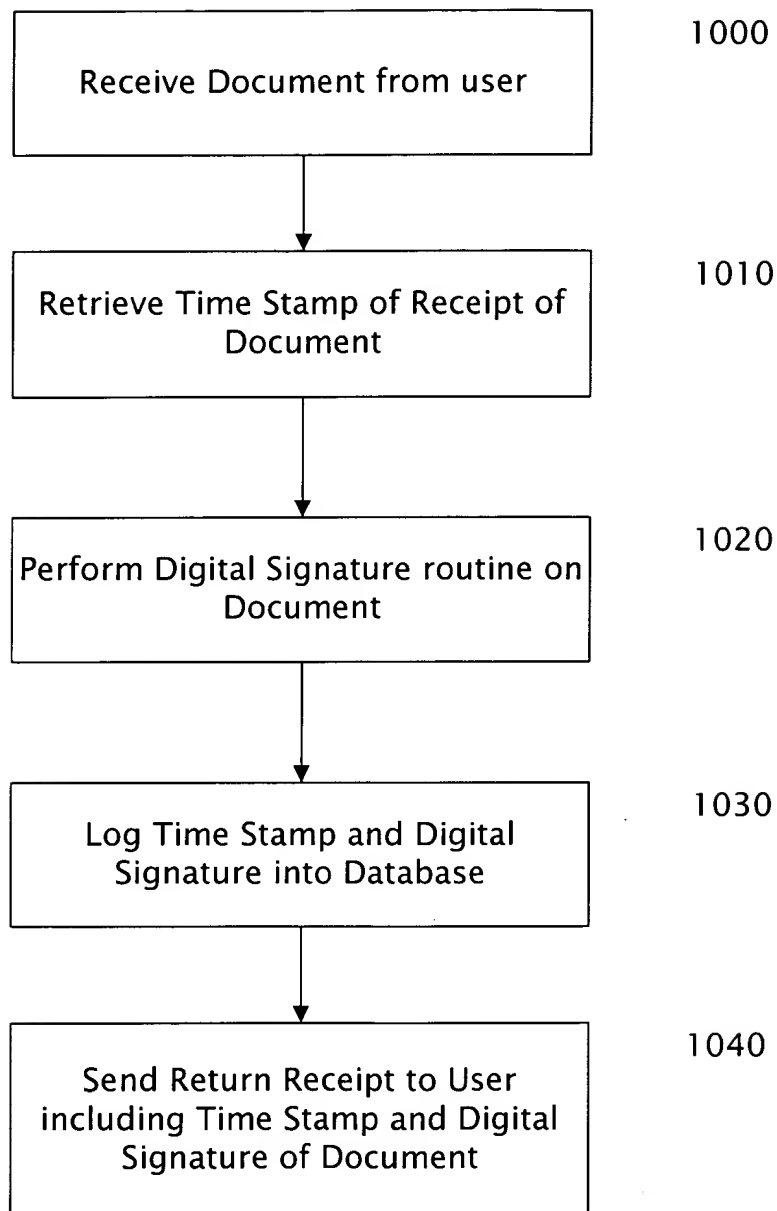 Receive Document from user
1000
Retrieve Time Stamp of Receipt of
Document
1010
Perform Digital Signature routine on
Document
1020
Log Time Stamp and Digital
Signature into Database
1030
Send Return Receipt to User
including Time Stamp and Digital
Signature of Document
1040